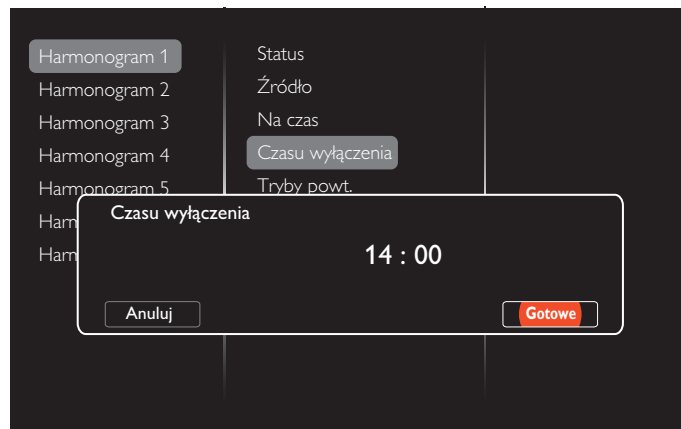 Harmonogram 1
Harmonogram 2
Harmonogram 3
Harmonogram 4
Harmonogram 5
Status
Źródło
Na czas
Czasu wyłączenia
Tryby powt.
Czasu wyłączenia
14 : 00
Anuluj
Gotowe